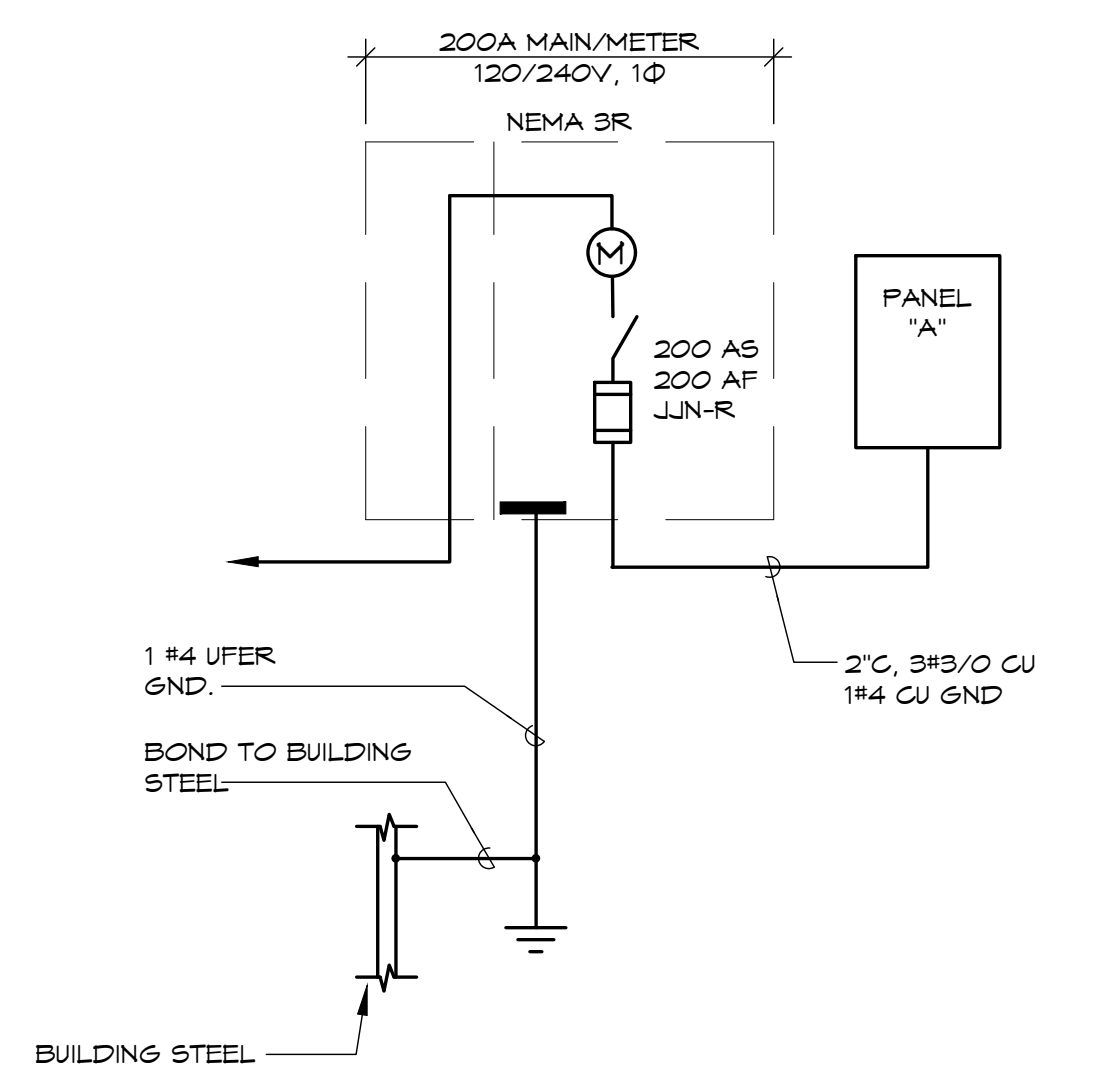 200A MAIN/METER
120/240V, 1Φ
NEMA 3R
M
PANEL
"A"
200 AS
200 AF
JJN-R
1 #4 UFER
GND.
2"C, 3#3/0 CU
1#4 CU GND
BOND TO BUILDING
STEEL
BUILDING STEEL